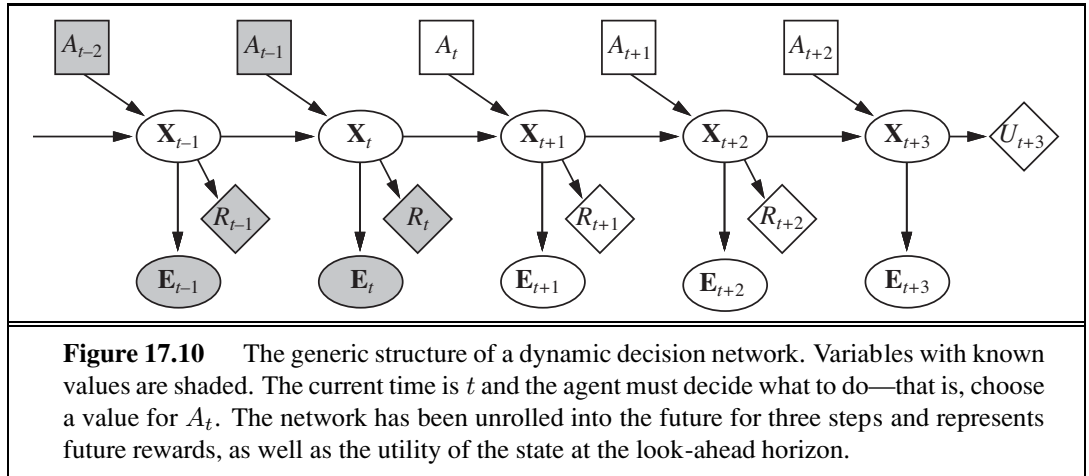 A_{t–2} A_{t–1} A_t A_{t+1} A_{t+2}
X_{t–1} X_t X_{t+1} X_{t+2} X_{t+3} U_{t+3}
R_{t–1} R_t R_{t+1} R_{t+2}
E_{t–1} E_t E_{t+1} E_{t+2} E_{t+3}
Figure 17.10 The generic structure of a dynamic decision network. Variables with known
values are shaded. The current time is t and the agent must decide what to do—that is, choose
a value for A_t. The network has been unrolled into the future for three steps and represents
future rewards, as well as the utility of the state at the look-ahead horizon.